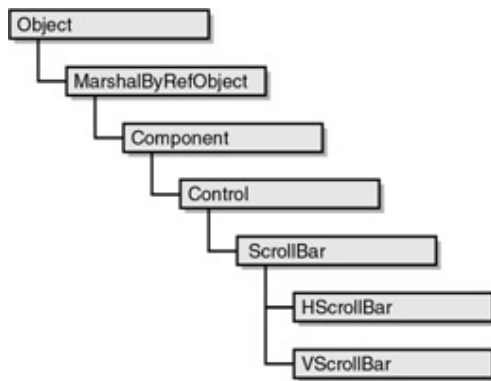 Object
MarshalByRefObject
Component
Control
ScrollBar
HScrollBar
VScrollBar